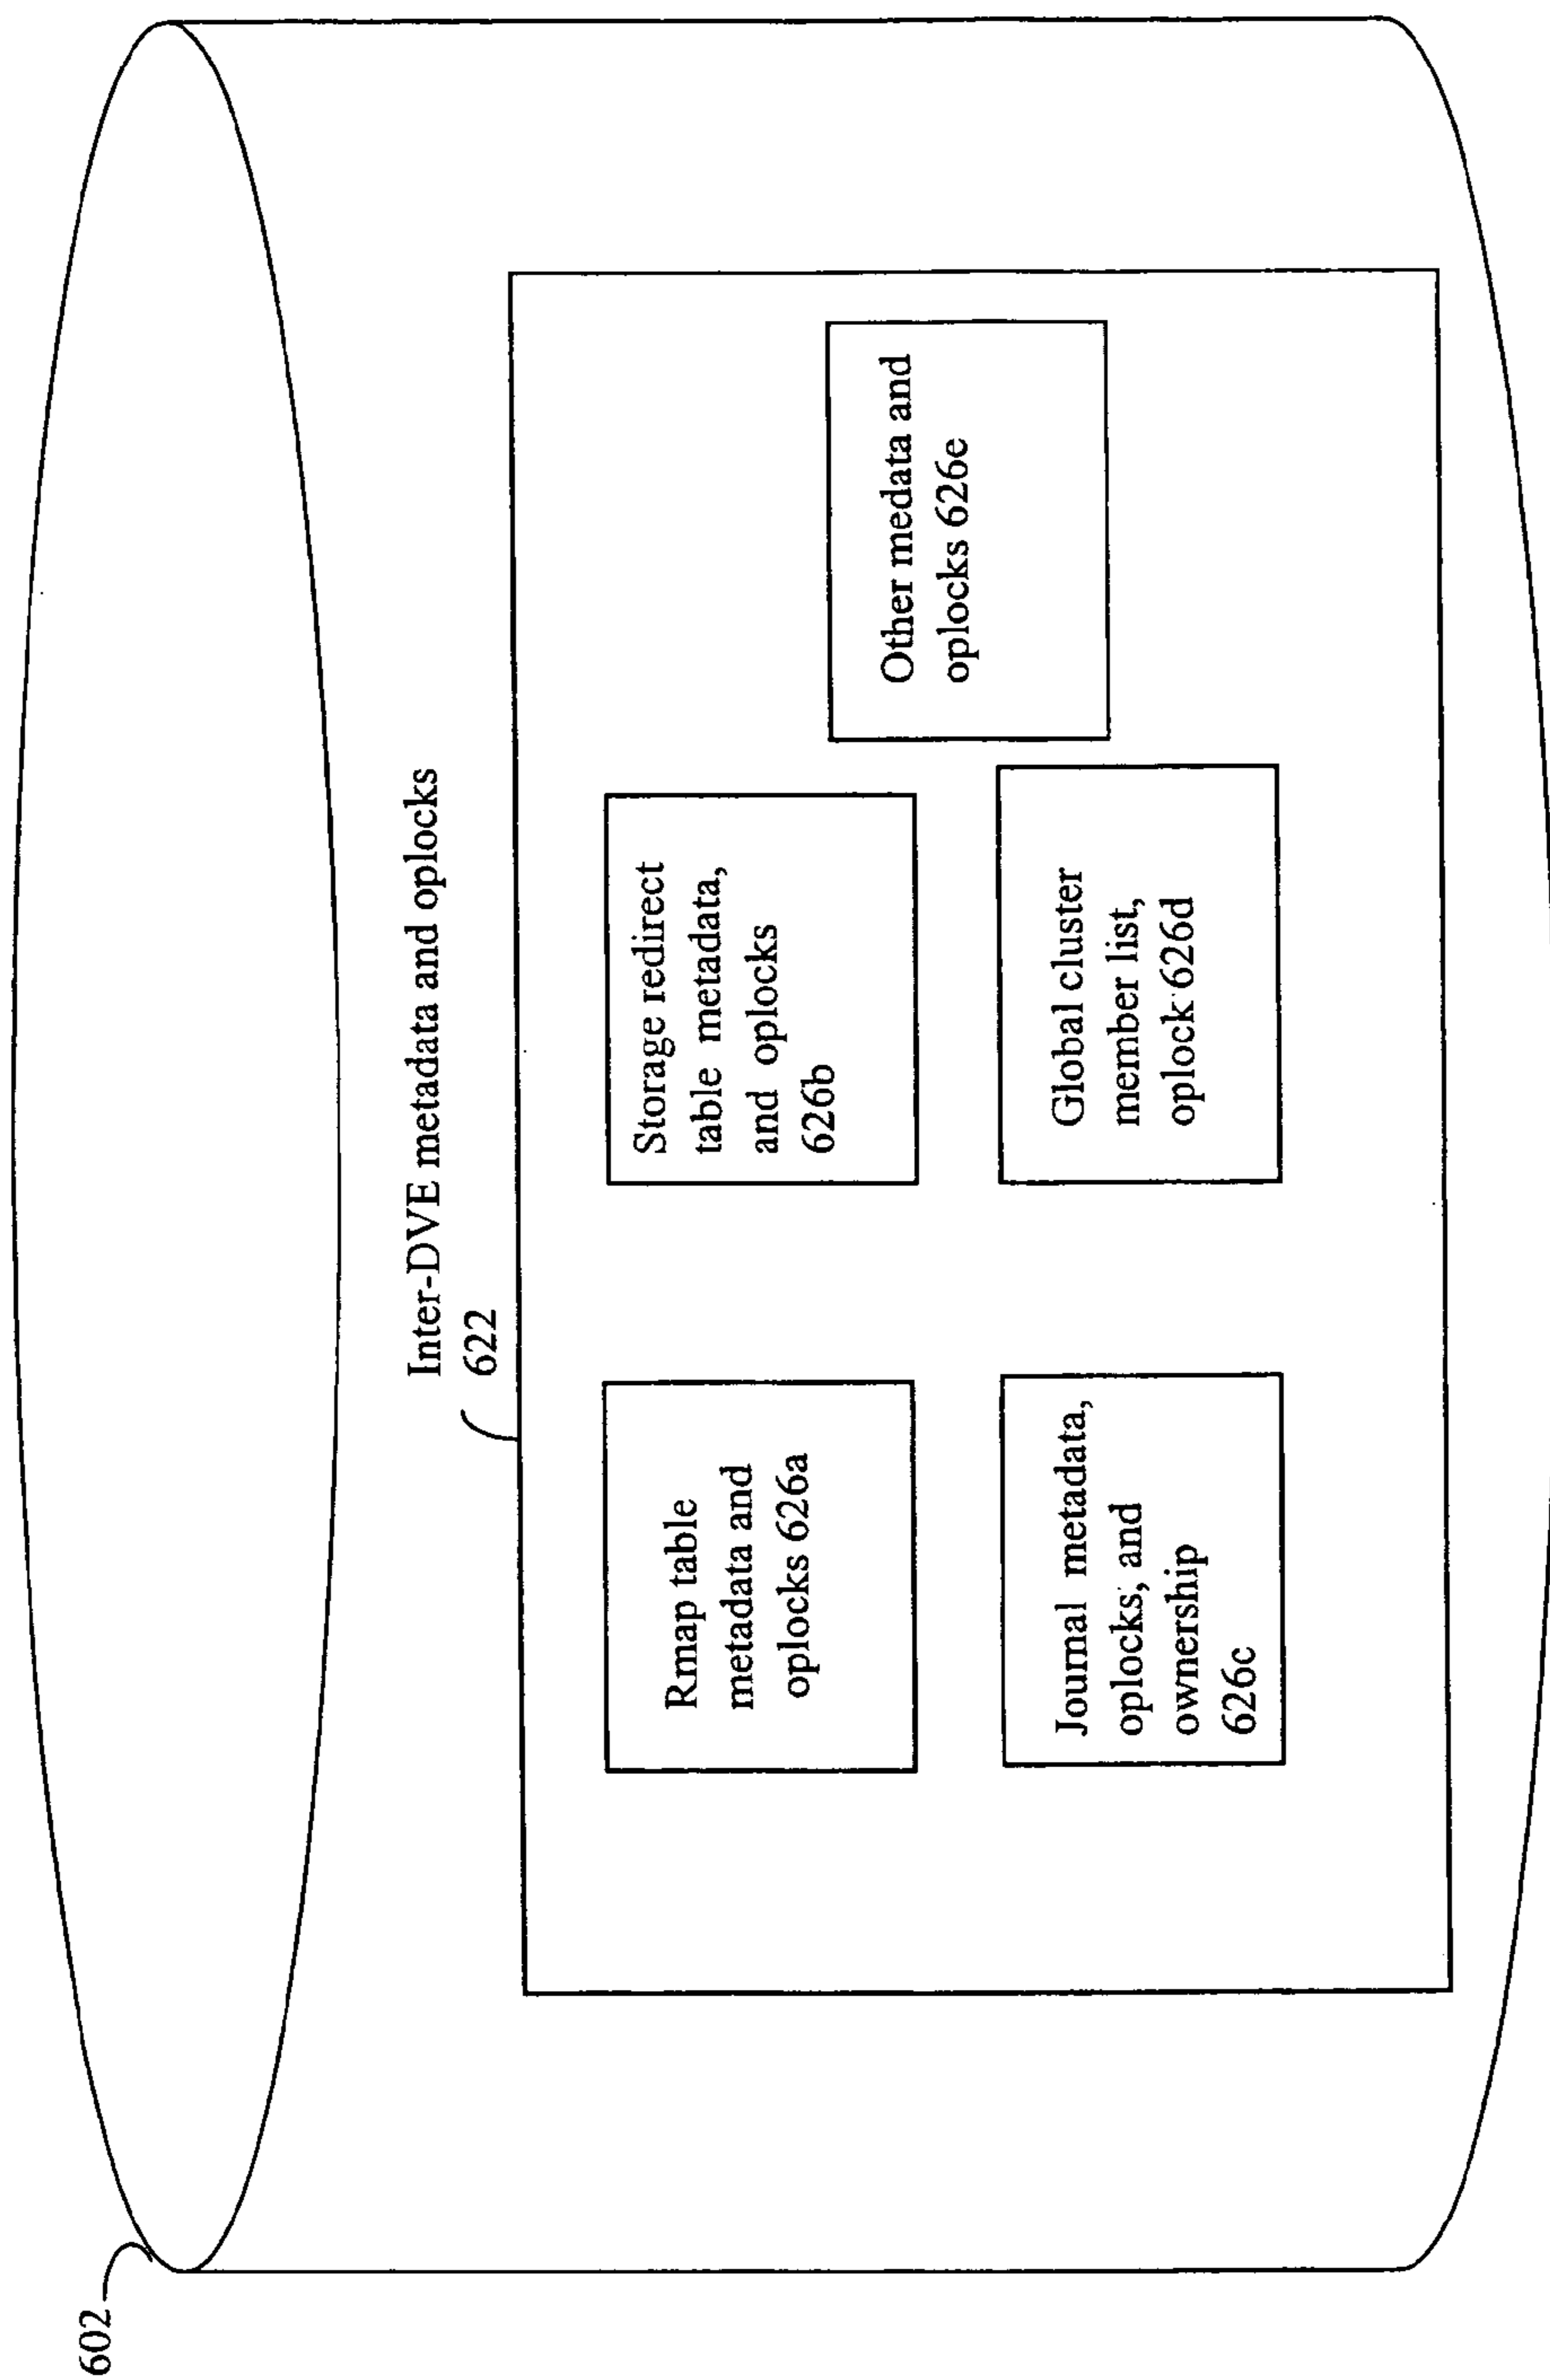 602
Inter-DVE metadata and oplocks
622
Rmap table
metadata and
oplocks 626a
Storage redirect
table metadata,
and oplocks
626b
Journal metadata,
oplocks, and
ownership
626c
Global cluster
member list,
oplock 626d
Other medata and
oplocks 626e